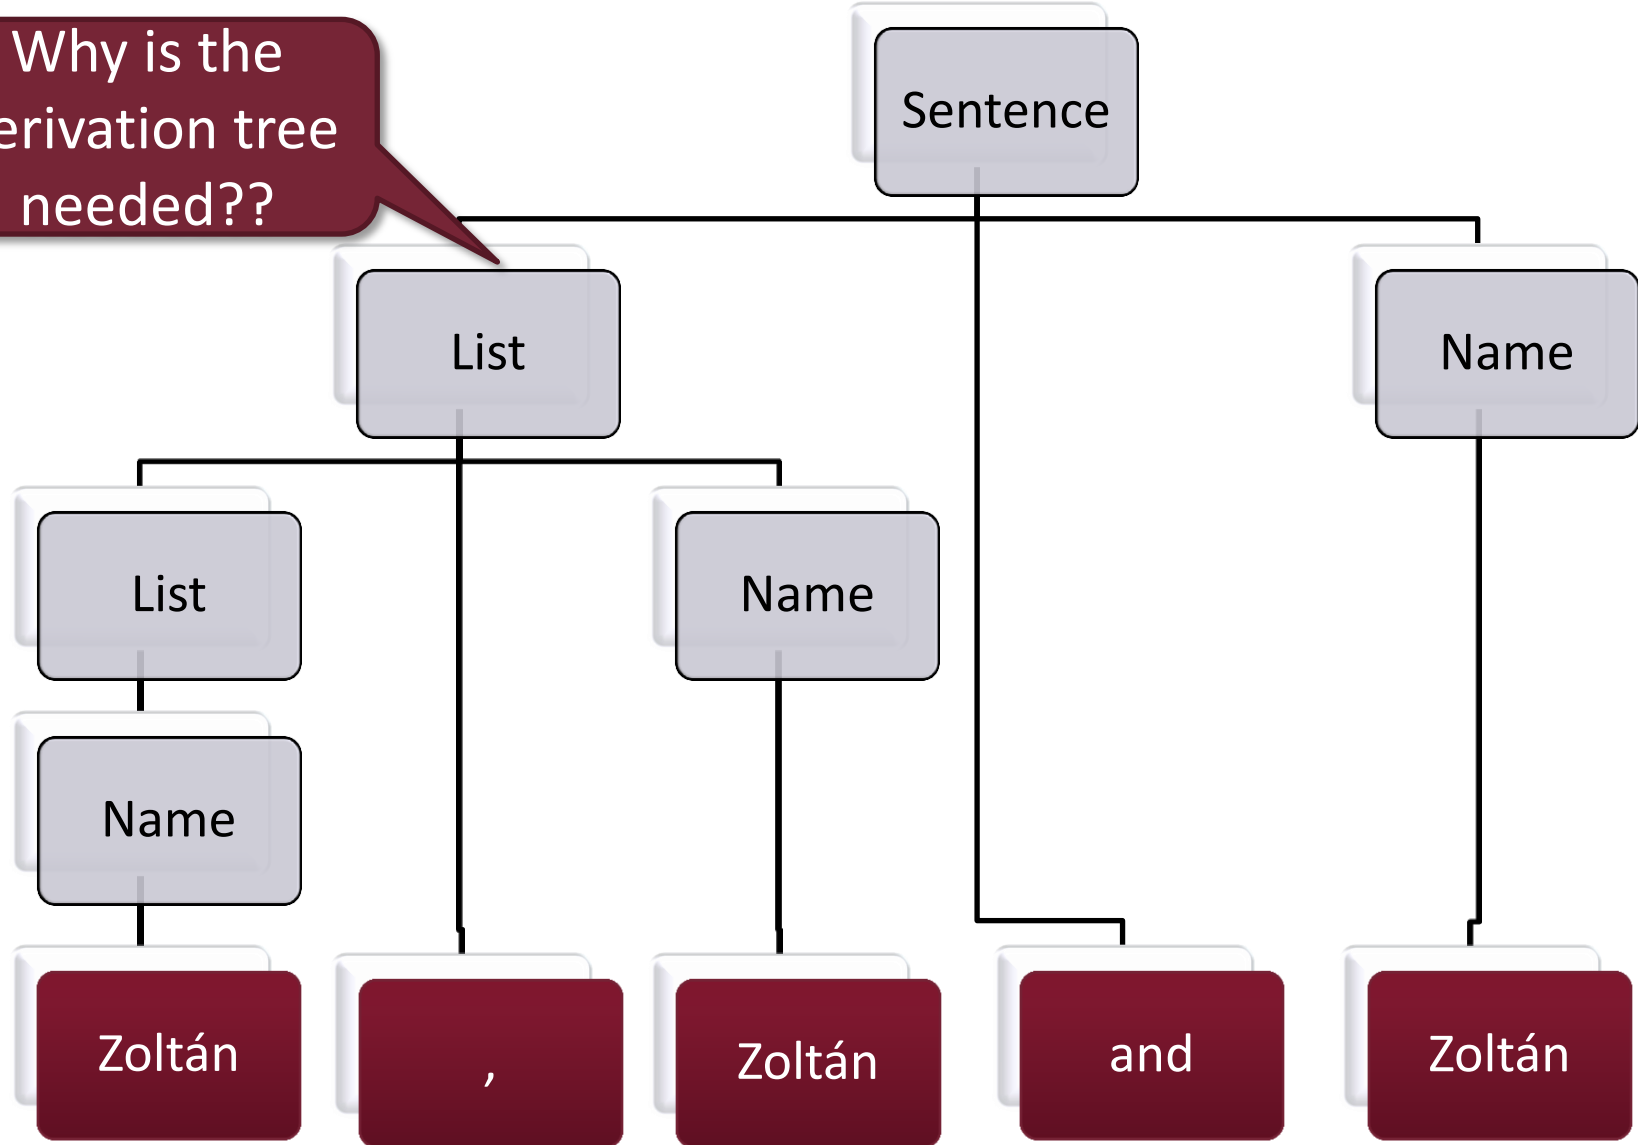 Why is the
erivation tree
needed??
Sentence
List
Name
List
Name
Name
Zoltán
,
Zoltán
and
Zoltán